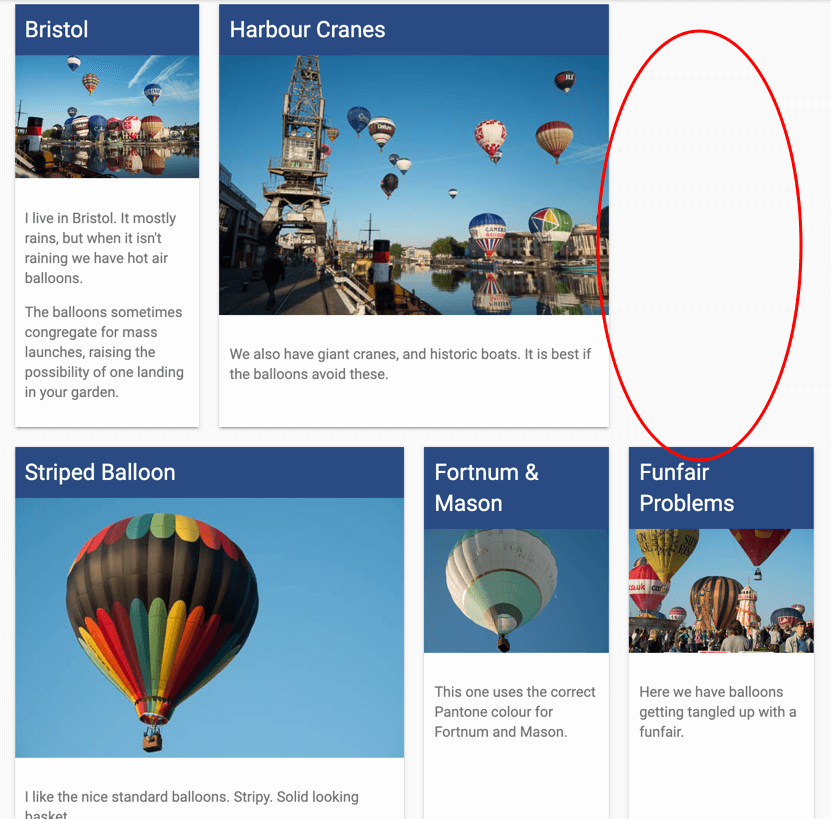 Bristol
I live in Bristol. It mostly
rains, but when it isn't
raining we have hot air
balloons.
The balloons sometimes
congregate for mass
launches, raising the
possibility of one landing
in your garden.
Harbour Cranes
We also have giant cranes, and historic boats. It is best if
the balloons avoid these.
Striped Balloon
I like the nice standard balloons. Stripy. Solid looking
basket
Fortnum &
Mason
This one uses the correct
Pantone colour for
Fortnum and Mason.
Funfair
Problems
Here we have balloons
getting tangled up with a
funfair.